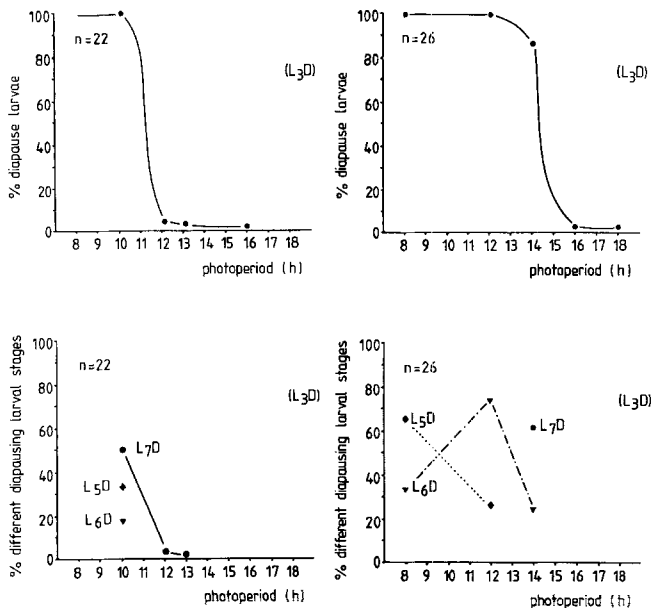 100
80
60
40
20
0
% diapause larvae
n=22
(L₃D)
8 9 10 11 12 13 14 15 16 17 18
photoperiod (h)
100
80
60
40
20
0
% diapause larvae
n=26
(L₃D)
8 9 10 11 12 13 14 15 16 17 18
photoperiod (h)
100
80
60
40
20
0
% different diapausing larval stages
n=22
(L₃D)
L₇D
L₅D
L₆D
8 9 10 11 12 13 14 15 16 17 18
photoperiod (h)
100
80
60
40
20
0
% different diapausing larval stages
n=26
(L₃D)
L₅D
L₇D
L₆D
8 9 10 11 12 13 14 15 16 17 18
photoperiod (h)